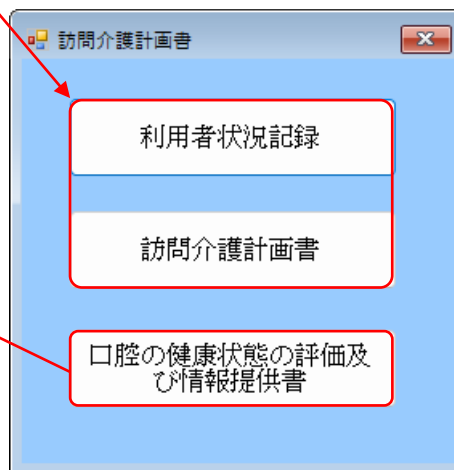 訪問介護計画書
利用者状況記録
訪問介護計画書
口腔の健康状態の評価及
び情報提供書